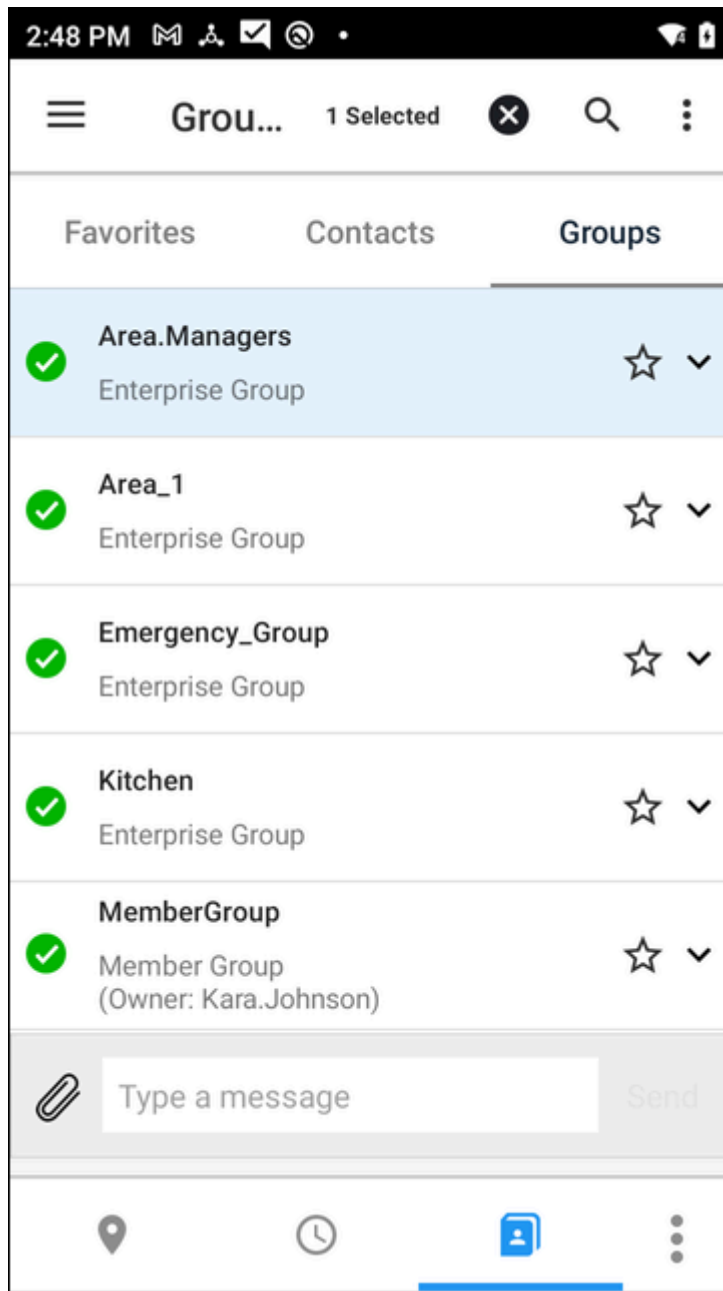 2:48 PM
Grou... 1 Selected
Favorites Contacts Groups
Area.Managers
Enterprise Group
Area_1
Enterprise Group
Emergency_Group
Enterprise Group
Kitchen
Enterprise Group
MemberGroup
Member Group
(Owner: Kara.Johnson)
Type a message Send